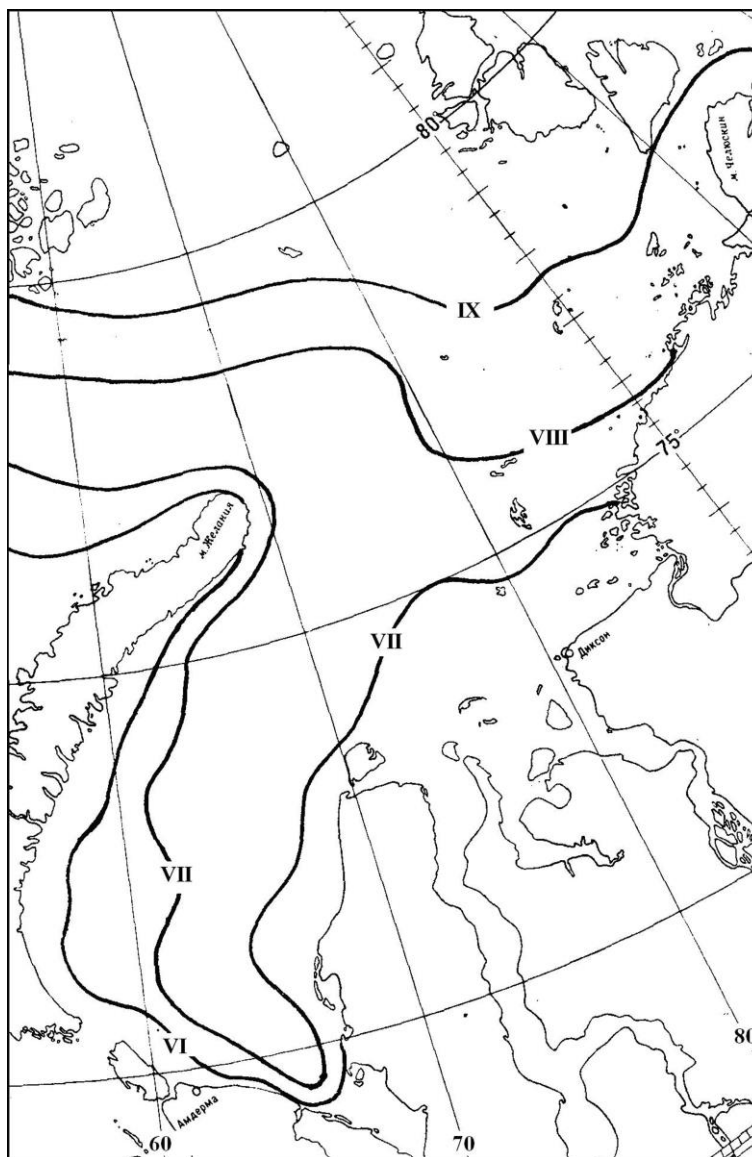 80
м. Челюскин
IX
VIII
75°
м. Желания
VII
Диксон
VII
VI
80
Амдерма
60
70